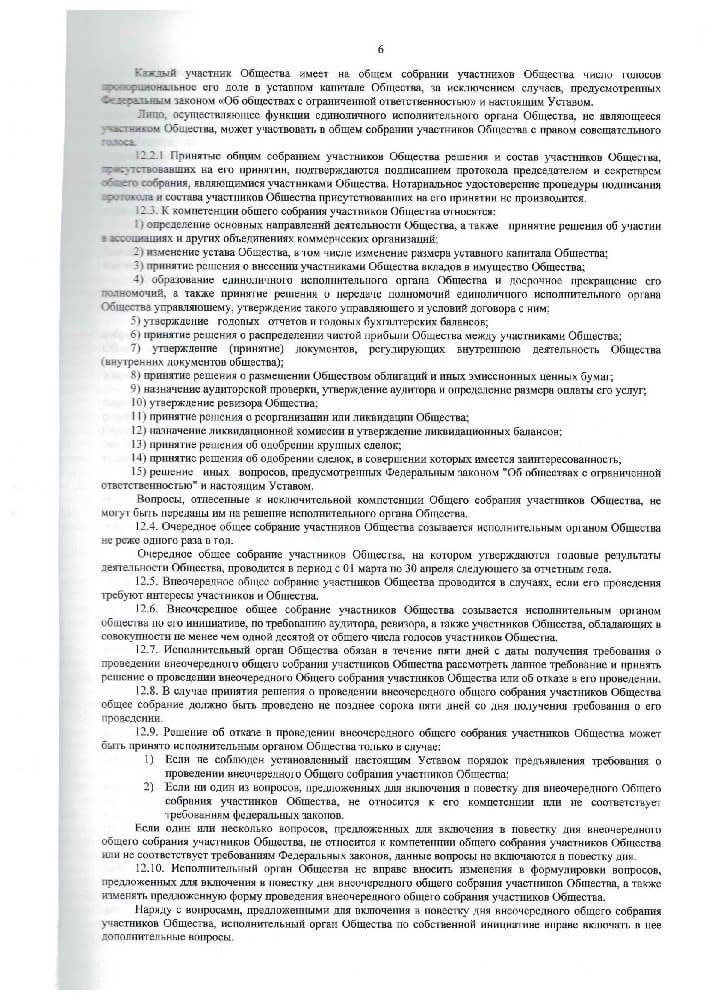 6
Каждый участник Общества имеет на общем собрании участников Общества число голосов
пропорциональное его доле в уставном капитале Общества, за исключением случаев, предусмотренных
Федеральным законом «Об обществах с ограниченной ответственностью» и настоящим Уставом.
Лицо, осуществляющее функции единоличного исполнительного органа Общества, не являющееся
участником Общества, может участвовать в общем собрании участников Общества с правом совещательного
голоса.
12.2.1 Принятые общим собранием участников Общества решения и состав участников Общества,
присутствовавших на его принятии, подтверждаются подписанием протокола председателем и секретарем
общего собрания, являющимися участниками Общества. Нотариальное удостоверение процедуры подписания
протокола и состава участников Общества присутствовавших на его принятии не производится.
12.3. К компетенции общего собрания участников Общества относятся:
1) определение основных направлений деятельности Общества, а также принятие решения об участии
в ассоциациях и других объединениях коммерческих организаций;
2) изменение устава Общества, в том числе изменение размера уставного капитала Общества;
3) принятие решения о внесении участниками Общества вкладов в имущество Общества;
4) образование единоличного исполнительного органа Общества и досрочное прекращение его
полномочий, а также принятие решения о передаче полномочий единоличного исполнительного органа
Общества управляющему, утверждение такого управляющего и условий договора с ним;
5) утверждение годовых отчетов и годовых бухгалтерских балансов;
6) принятие решения о распределении чистой прибыли Общества между участниками Общества;
7) утверждение (принятие) документов, регулирующих внутреннюю деятельность Общества
(внутренних документов общества);
8) принятие решения о размещении Обществом облигаций и иных эмиссионных ценных бумаг;
9) назначение аудиторской проверки, утверждение аудитора и определение размера оплаты его услуг;
10) утверждение ревизора Общества;
11) принятие решения о реорганизации или ликвидации Общества;
12) назначение ликвидационной комиссии и утверждение ликвидационных балансов;
13) принятие решения об одобрении крупных сделок;
14) принятие решения об одобрении сделок, в совершении которых имеется заинтересованность;
15) решение иных вопросов, предусмотренных Федеральным законом "Об обществах с ограниченной
ответственностью" и настоящим Уставом.
Вопросы, отнесенные к исключительной компетенции Общего собрания участников Общества, не
могут быть переданы им на решение исполнительного органа Общества.
12.4. Очередное общее собрание участников Общества созывается исполнительным органом Общества
не реже одного раза в год.
Очередное общее собрание участников Общества, на котором утверждаются годовые результаты
деятельности Общества, проводится в период с 01 марта по 30 апреля следующего за отчетным года.
12.5. Внеочередное общее собрание участников Общества проводится в случаях, если его проведения
требуют интересы участников и Общества.
12.6. Внеочередное общее собрание участников Общества созывается исполнительным органом
общества по его инициативе, по требованию аудитора, ревизора, а также участников Общества, обладающих в
совокупности не менее чем одной десятой от общего числа голосов участников Общества.
12.7. Исполнительный орган Общества обязан в течение пяти дней с даты получения требования о
проведении внеочередного общего собрания участников Общества рассмотреть данное требование и принять
решение о проведении внеочередного Общего собрания участников Общества или об отказе в его проведении.
12.8. В случае принятия решения о проведении внеочередного общего собрания участников Общества
общее собрание должно быть проведено не позднее сорока пяти дней со дня получения требования о его
проведении.
12.9. Решение об отказе в проведении внеочередного общего собрания участников Общества может
быть принято исполнительным органом Общества только в случае:
1) Если не соблюден установленный настоящим Уставом порядок предъявления требования о
проведении внеочередного Общего собрания участников Общества;
2) Если ни один из вопросов, предложенных для включения в повестку дня внеочередного Общего
собрания участников Общества, не относится к его компетенции или не соответствует
требованиям федеральных законов.
Если один или несколько вопросов, предложенных для включения в повестку дня внеочередного
общего собрания участников Общества, не относится к компетенции общего собрания участников Общества
или не соответствует требованиям Федеральных законов, данные вопросы не включаются в повестку дня.
12.10. Исполнительный орган Общества не вправе вносить изменения в формулировки вопросов,
предложенных для включения в повестку дня внеочередного общего собрания участников Общества, а также
изменять предложенную форму проведения внеочередного общего собрания участников Общества.
Наряду с вопросами, предложенными для включения в повестку дня внеочередного общего собрания
участников Общества, исполнительный орган Общества по собственной инициативе вправе включать в нее
дополнительные вопросы.